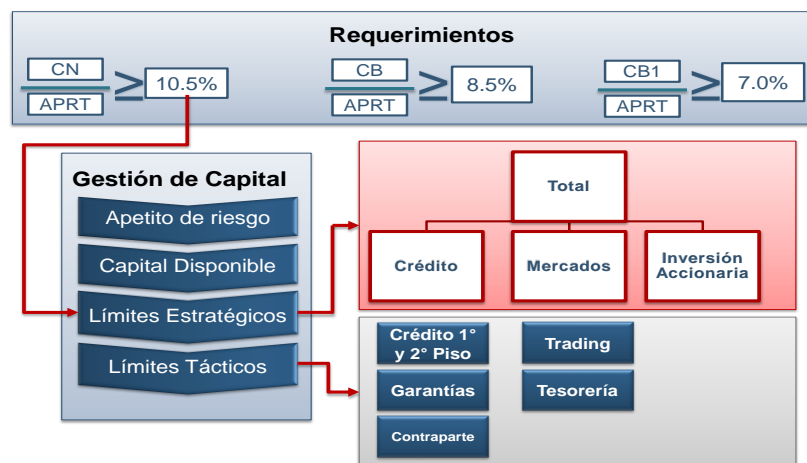 Requerimientos
CN
APRT
≥
10.5%
CB
APRT
≥
8.5%
CB1
APRT
≥
7.0%
Gestión de Capital
Apetito de riesgo
Capital Disponible
Límites Estratégicos
Límites Tácticos
Total
Crédito
Mercados
Inversión
Accionaria
Crédito 1°
y 2° Piso
Trading
Garantías
Tesorería
Contraparte